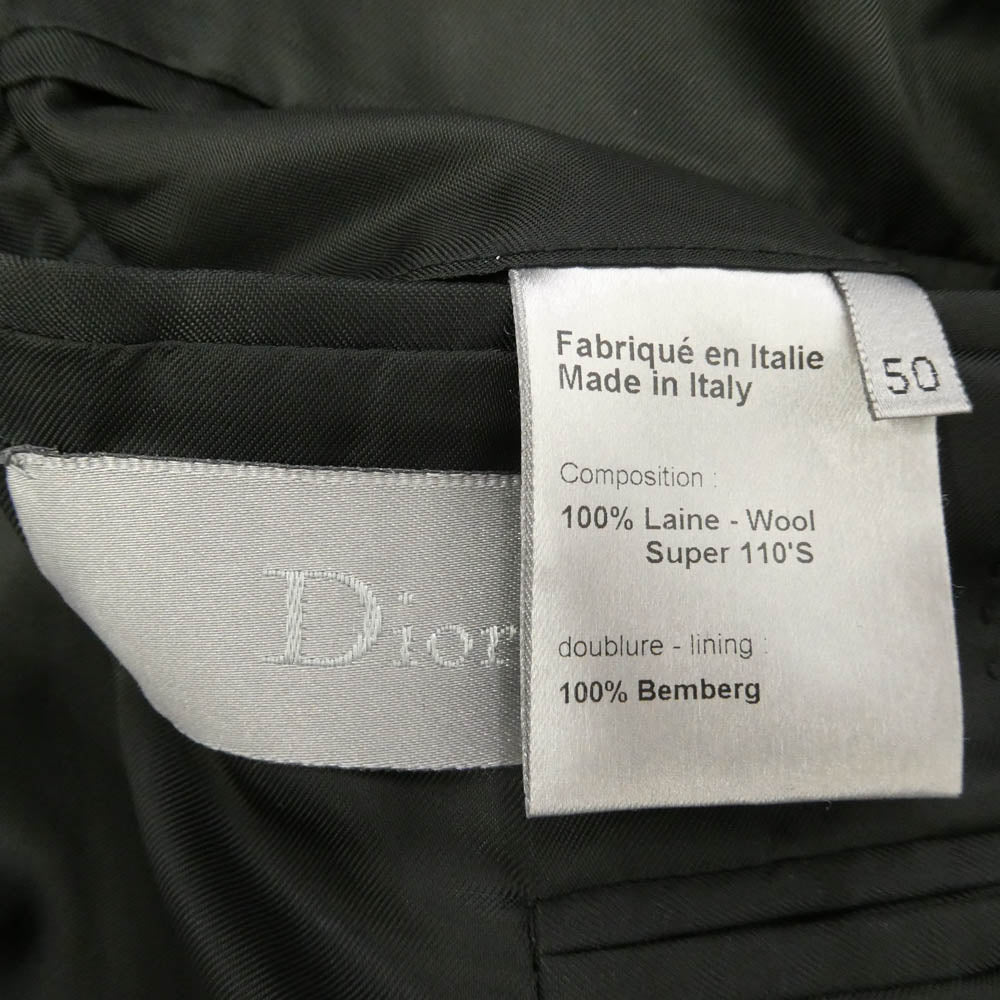 Fabriqué en Italie
Made in Italy
50
Composition :
100% Laine - Wool
Super 110'S
doublure - lining :
100% Bemberg
Dior